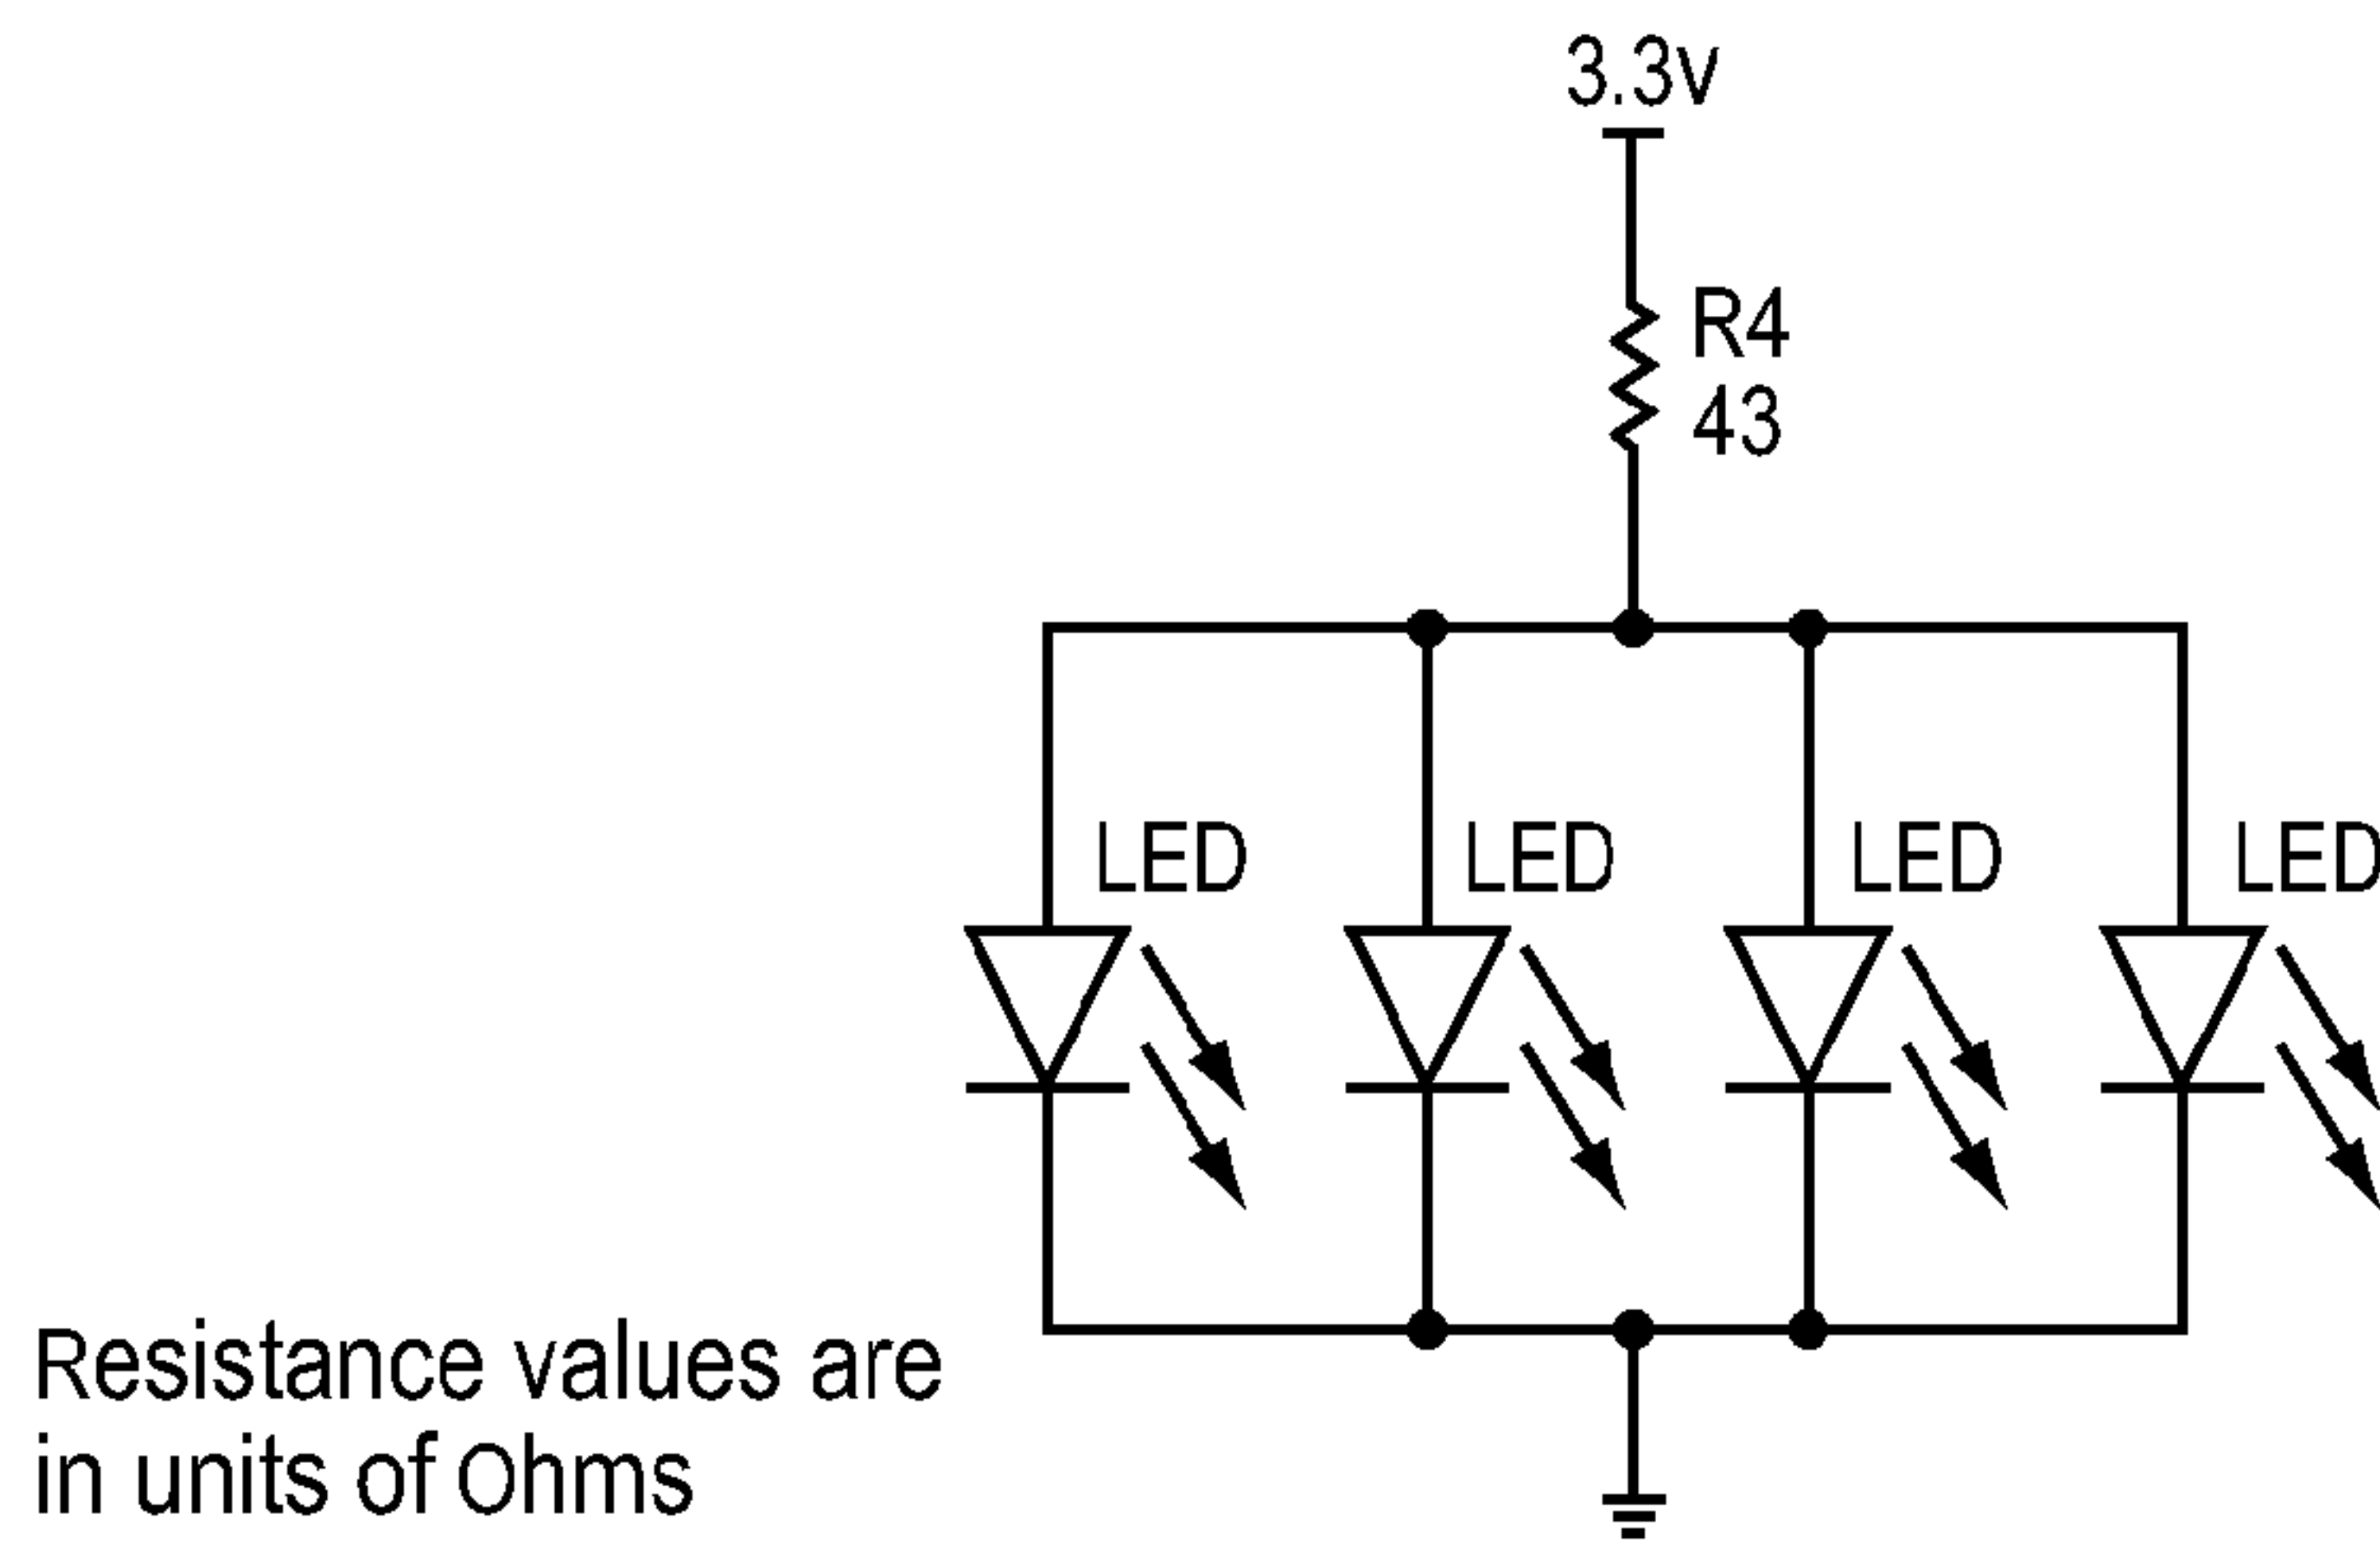 3.3v
R4
43
LED LED LED LED
Resistance values are
in units of Ohms